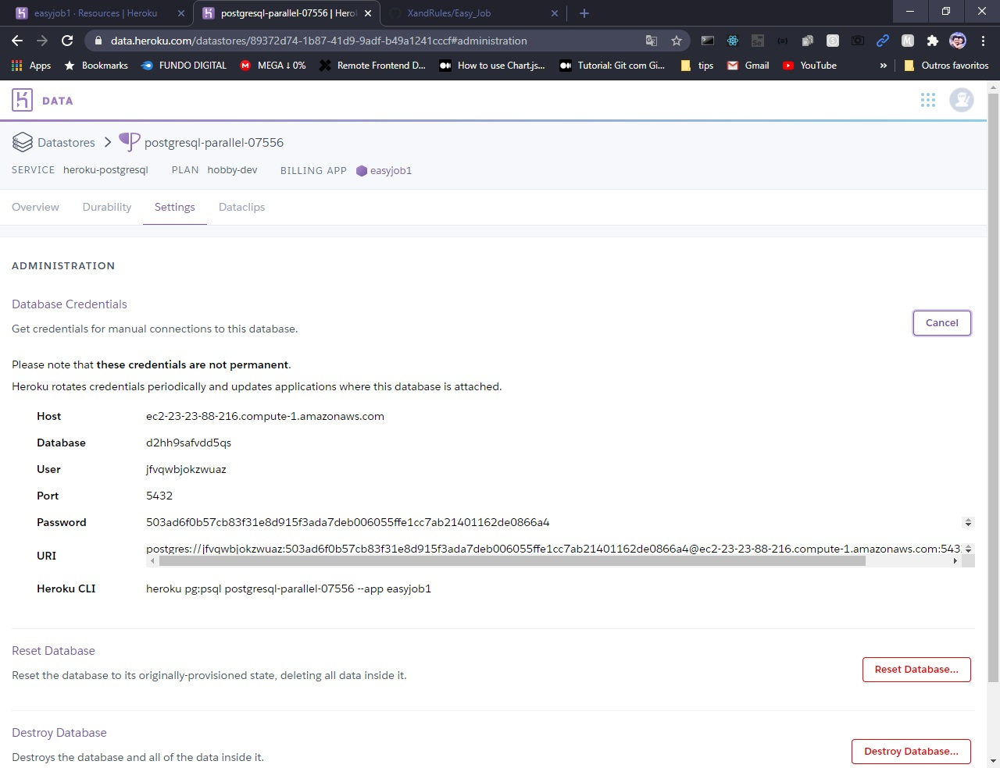 easyjob1 · Resources | Heroku
postgresql-parallel-07556 | Hero
XandRules/Easy_Job
data.heroku.com/datastores/89372d74-1b87-41d9-9adf-b49a1241cccf#administration
Apps Bookmarks FUNDO DIGITAL MEGA ↓ 0% Remote Frontend D... How to use Chart.js... Tutorial: Git com Gi... tips Gmail YouTube » Outros favoritos
DATA
Datastores > postgresql-parallel-07556
SERVICE heroku-postgresql PLAN hobby-dev BILLING APP easyjob1
Overview Durability Settings Dataclips
ADMINISTRATION
Database Credentials
Get credentials for manual connections to this database.
Cancel
Please note that these credentials are not permanent.
Heroku rotates credentials periodically and updates applications where this database is attached.
Host ec2-23-23-88-216.compute-1.amazonaws.com
Database d2hh9safvdd5qs
User jfvqwbjokzwuaz
Port 5432
Password 503ad6f0b57cb83f31e8d915f3ada7deb006055ffe1cc7ab21401162de0866a4
URI postgres://jfvqwbjokzwuaz:503ad6f0b57cb83f31e8d915f3ada7deb006055ffe1cc7ab21401162de0866a4@ec2-23-23-88-216.compute-1.amazonaws.com:543
Heroku CLI heroku pg:psql postgresql-parallel-07556 --app easyjob1
Reset Database
Reset the database to its originally-provisioned state, deleting all data inside it.
Reset Database...
Destroy Database
Destroys the database and all of the data inside it.
Destroy Database...